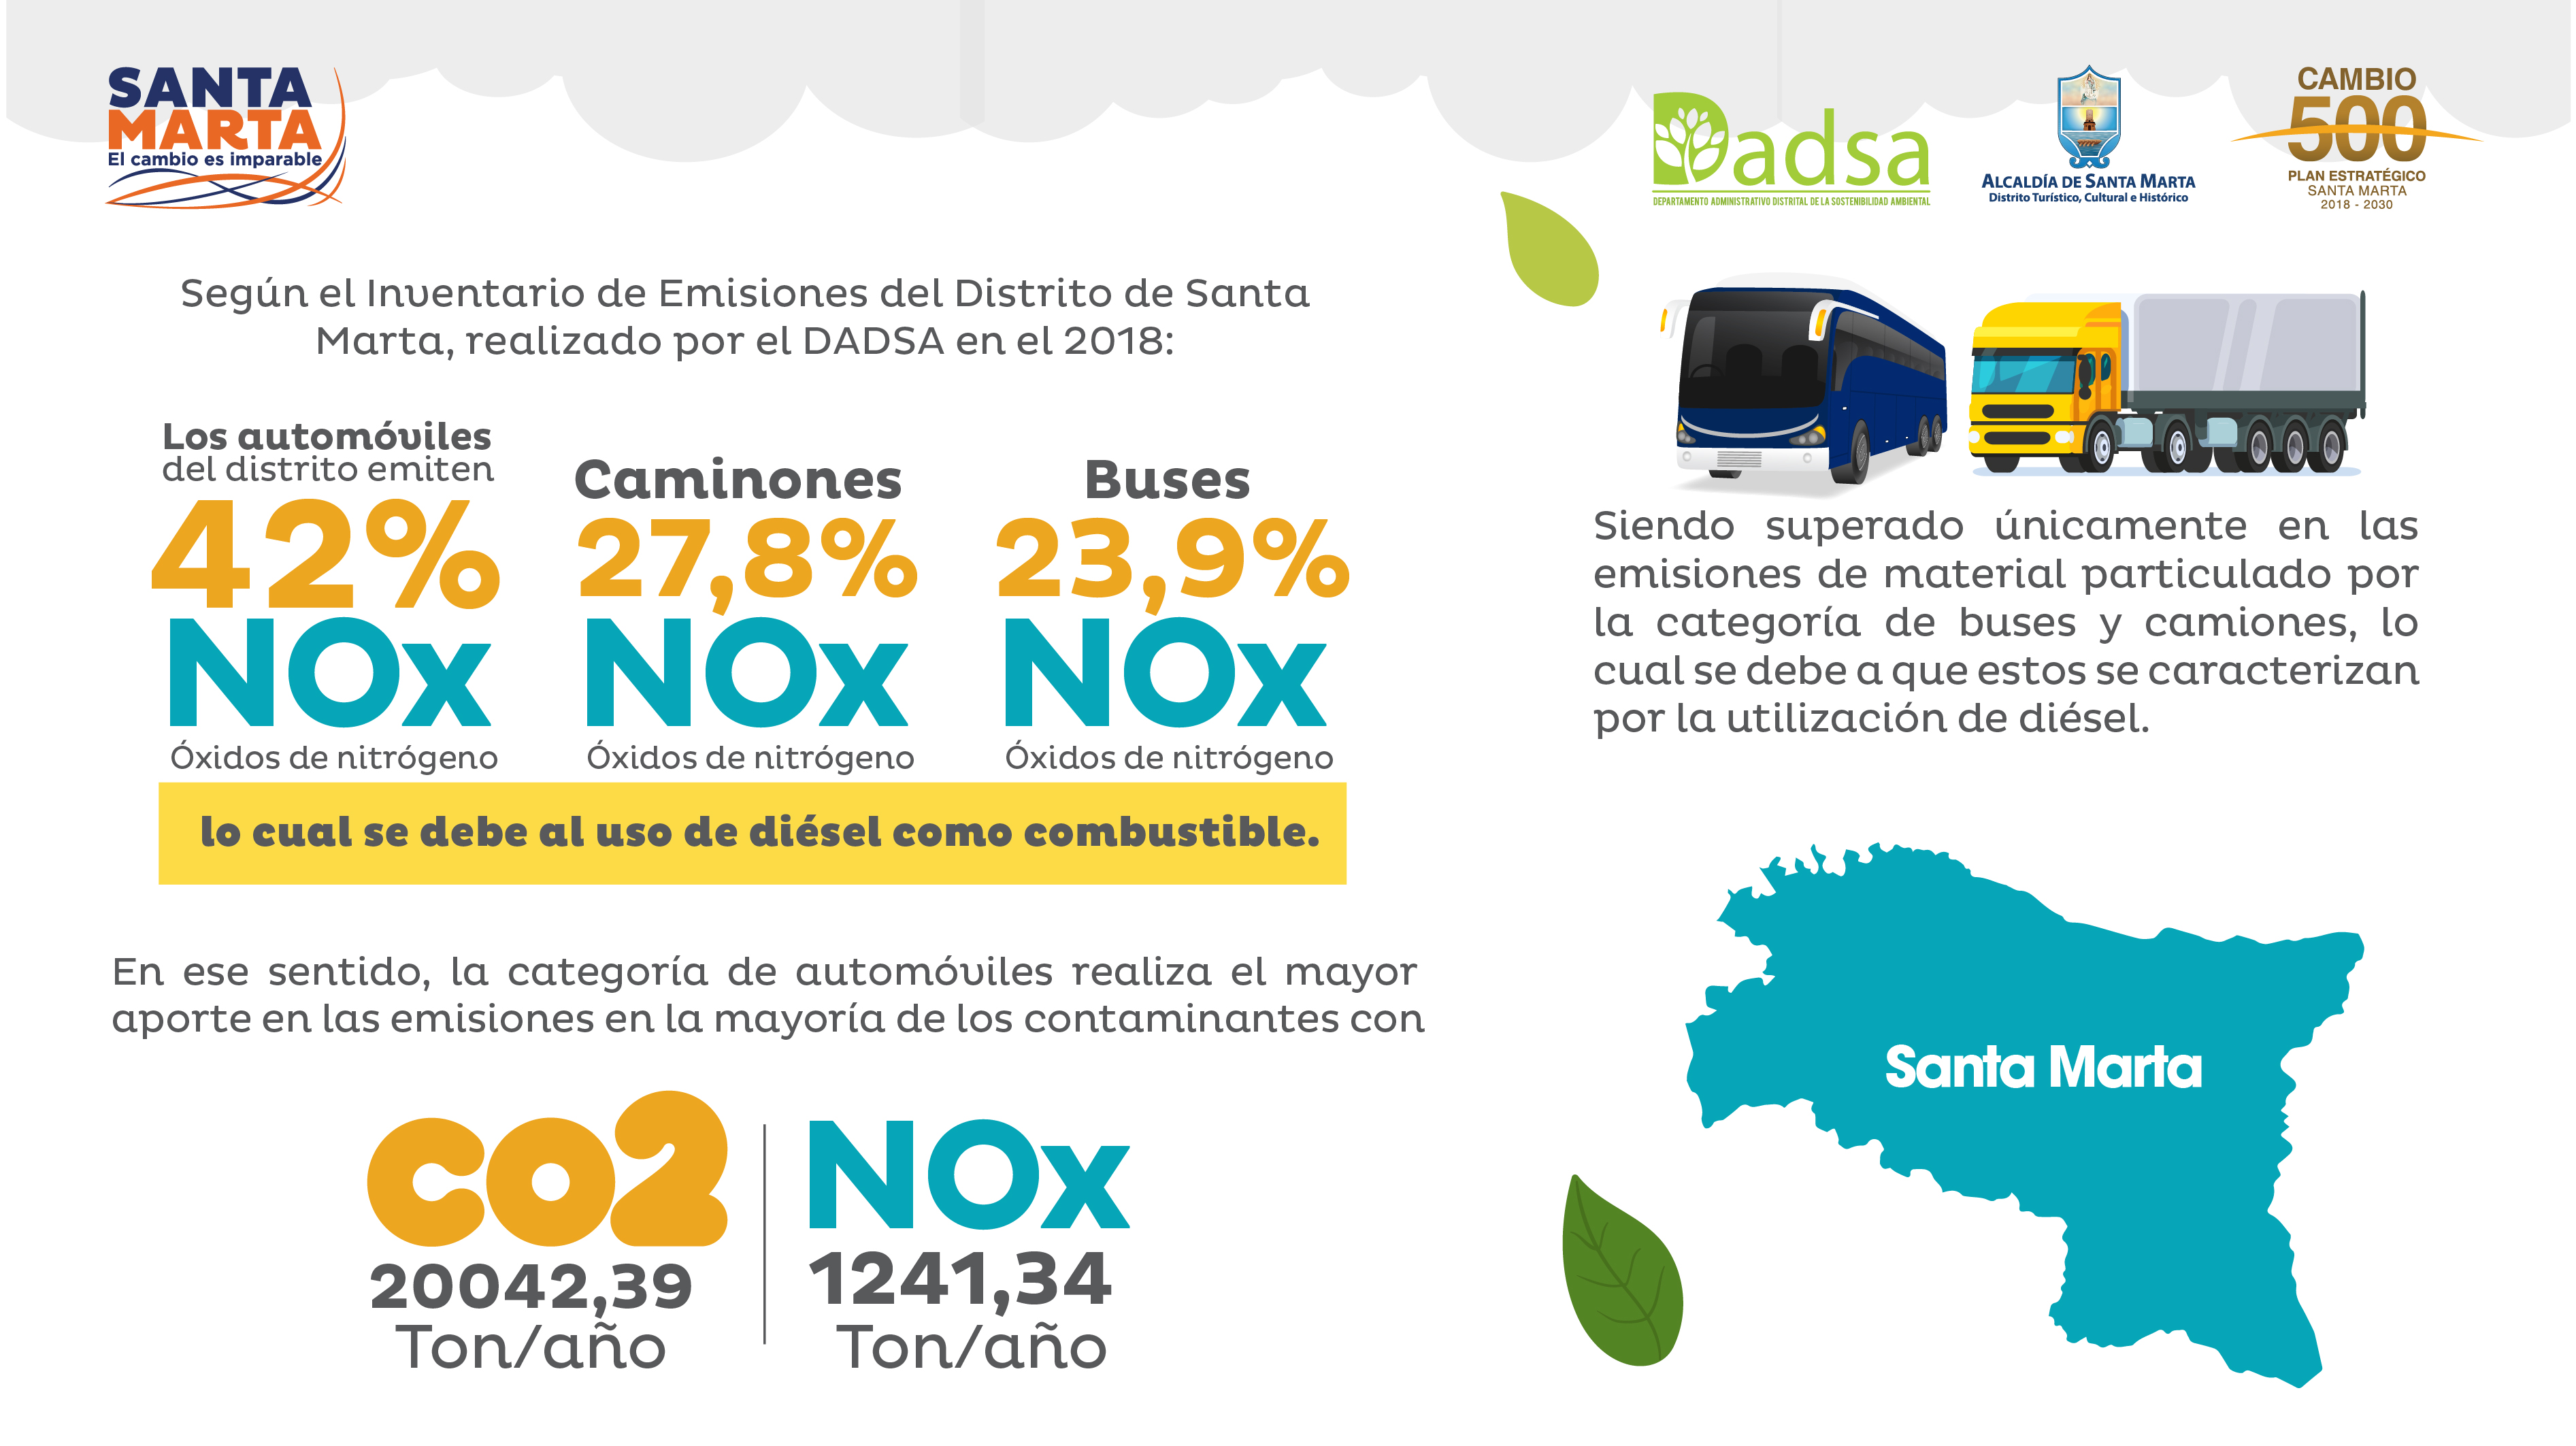 SANTA
MARTA
El cambio es imparable
Dadsa
DEPARTAMENTO ADMINISTRATIVO DISTRITAL DE LA SOSTENIBILIDAD AMBIENTAL
ALCALDÍA DE SANTA MARTA
Distrito Turístico, Cultural e Histórico
CAMBIO
500
PLAN ESTRATÉGICO
SANTA MARTA
2018 - 2030
Según el Inventario de Emisiones del Distrito de Santa
Marta, realizado por el DADSA en el 2018:
Los automóviles
del distrito emiten
42%
NOx
Óxidos de nitrógeno
Caminones
27,8%
NOx
Óxidos de nitrógeno
Buses
23,9%
NOx
Óxidos de nitrógeno
lo cual se debe al uso de diésel como combustible.
En ese sentido, la categoría de automóviles realiza el mayor
aporte en las emisiones en la mayoría de los contaminantes con
CO2
20042,39
Ton/año
NOx
1241,34
Ton/año
Siendo superado únicamente en las
emisiones de material particulado por
la categoría de buses y camiones, lo
cual se debe a que estos se caracterizan
por la utilización de diésel.
Santa Marta